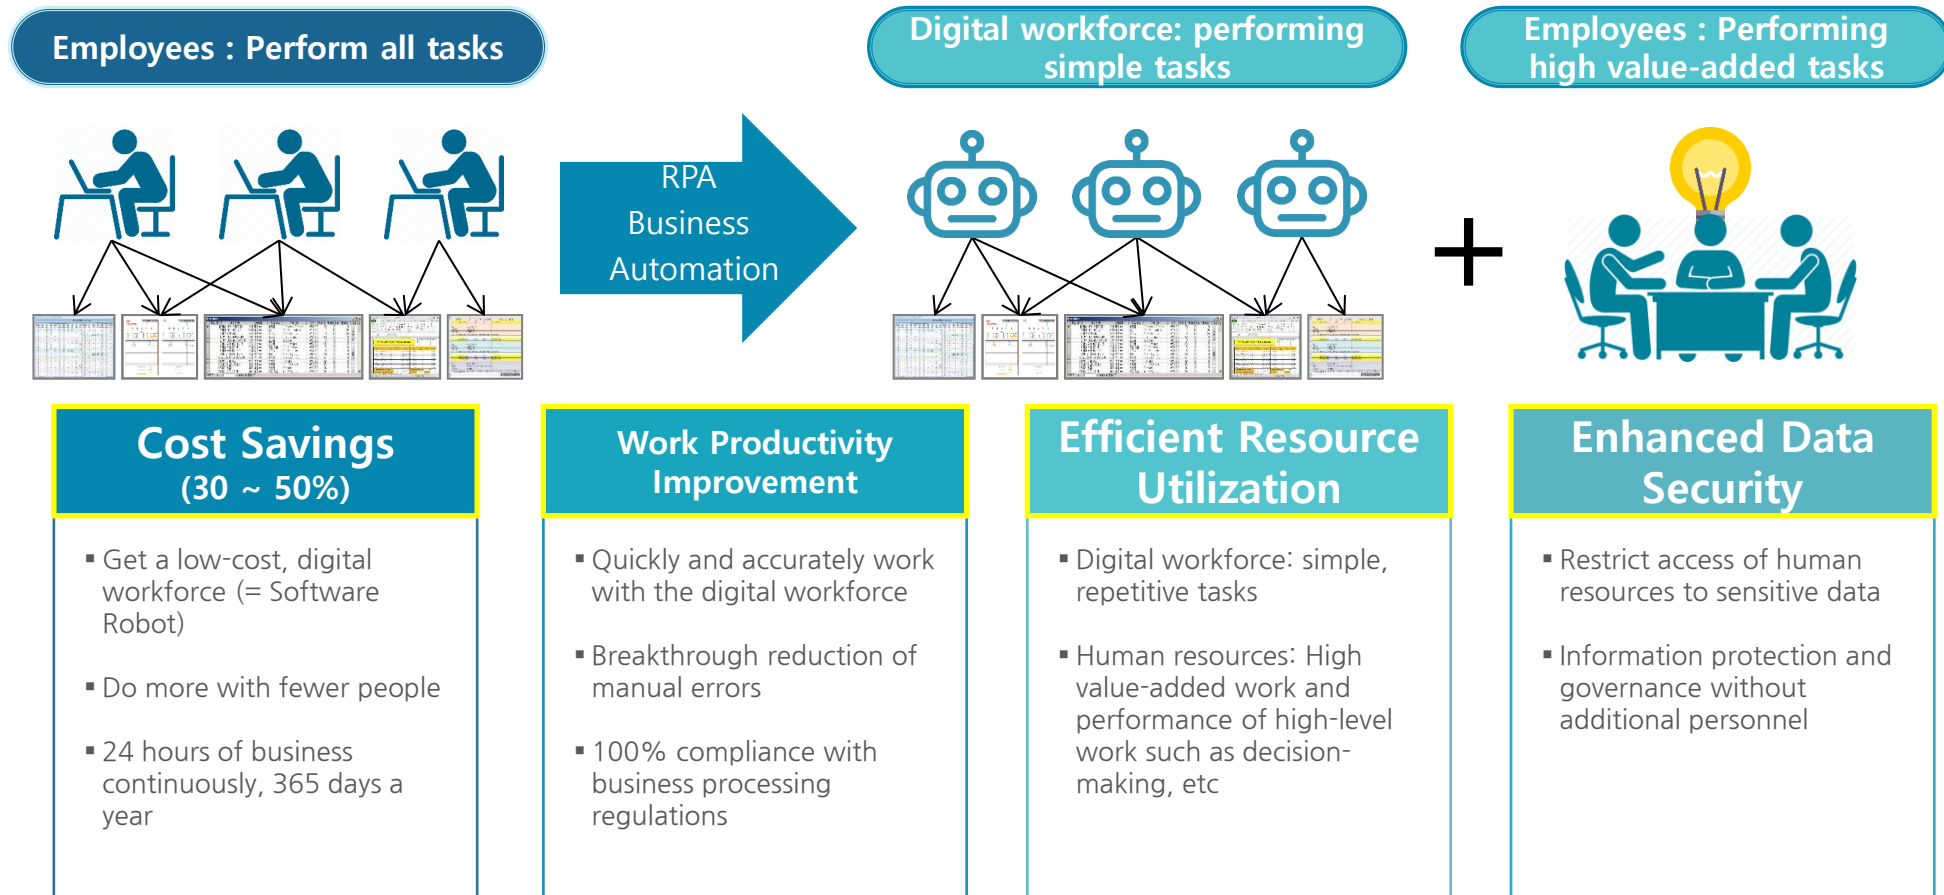 Employees : Perform all tasks
Digital workforce: performing
simple tasks
Employees : Performing
high value-added tasks
RPA
Business
Automation
Cost Savings
(30 ~ 50%)
▪ Get a low-cost, digital
workforce (= Software
Robot)
▪ Do more with fewer people
▪ 24 hours of business
continuously, 365 days a
year
Work Productivity
Improvement
▪ Quickly and accurately work
with the digital workforce
▪ Breakthrough reduction of
manual errors
▪ 100% compliance with
business processing
regulations
Efficient Resource
Utilization
▪ Digital workforce: simple,
repetitive tasks
▪ Human resources: High
value-added work and
performance of high-level
work such as decision-
making, etc
Enhanced Data
Security
▪ Restrict access of human
resources to sensitive data
▪ Information protection and
governance without
additional personnel